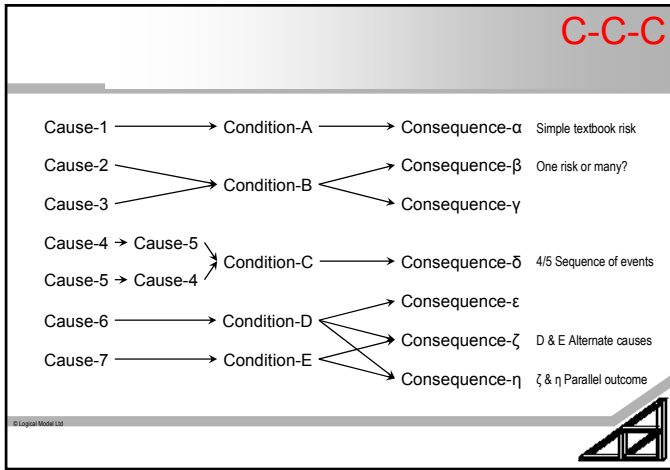 C-C-C
Cause-1 Condition-A Consequence-α Simple textbook risk
Cause-2 Consequence-β One risk or many?
Condition-B
Cause-3 Consequence-γ
Cause-4 Cause-5
Condition-C Consequence-δ 4/5 Sequence of events
Cause-5 Cause-4
Consequence-ε
Cause-6 Condition-D
Consequence-ζ D & E Alternate causes
Cause-7 Condition-E
Consequence-η ζ & η Parallel outcome
© Logical Model Ltd